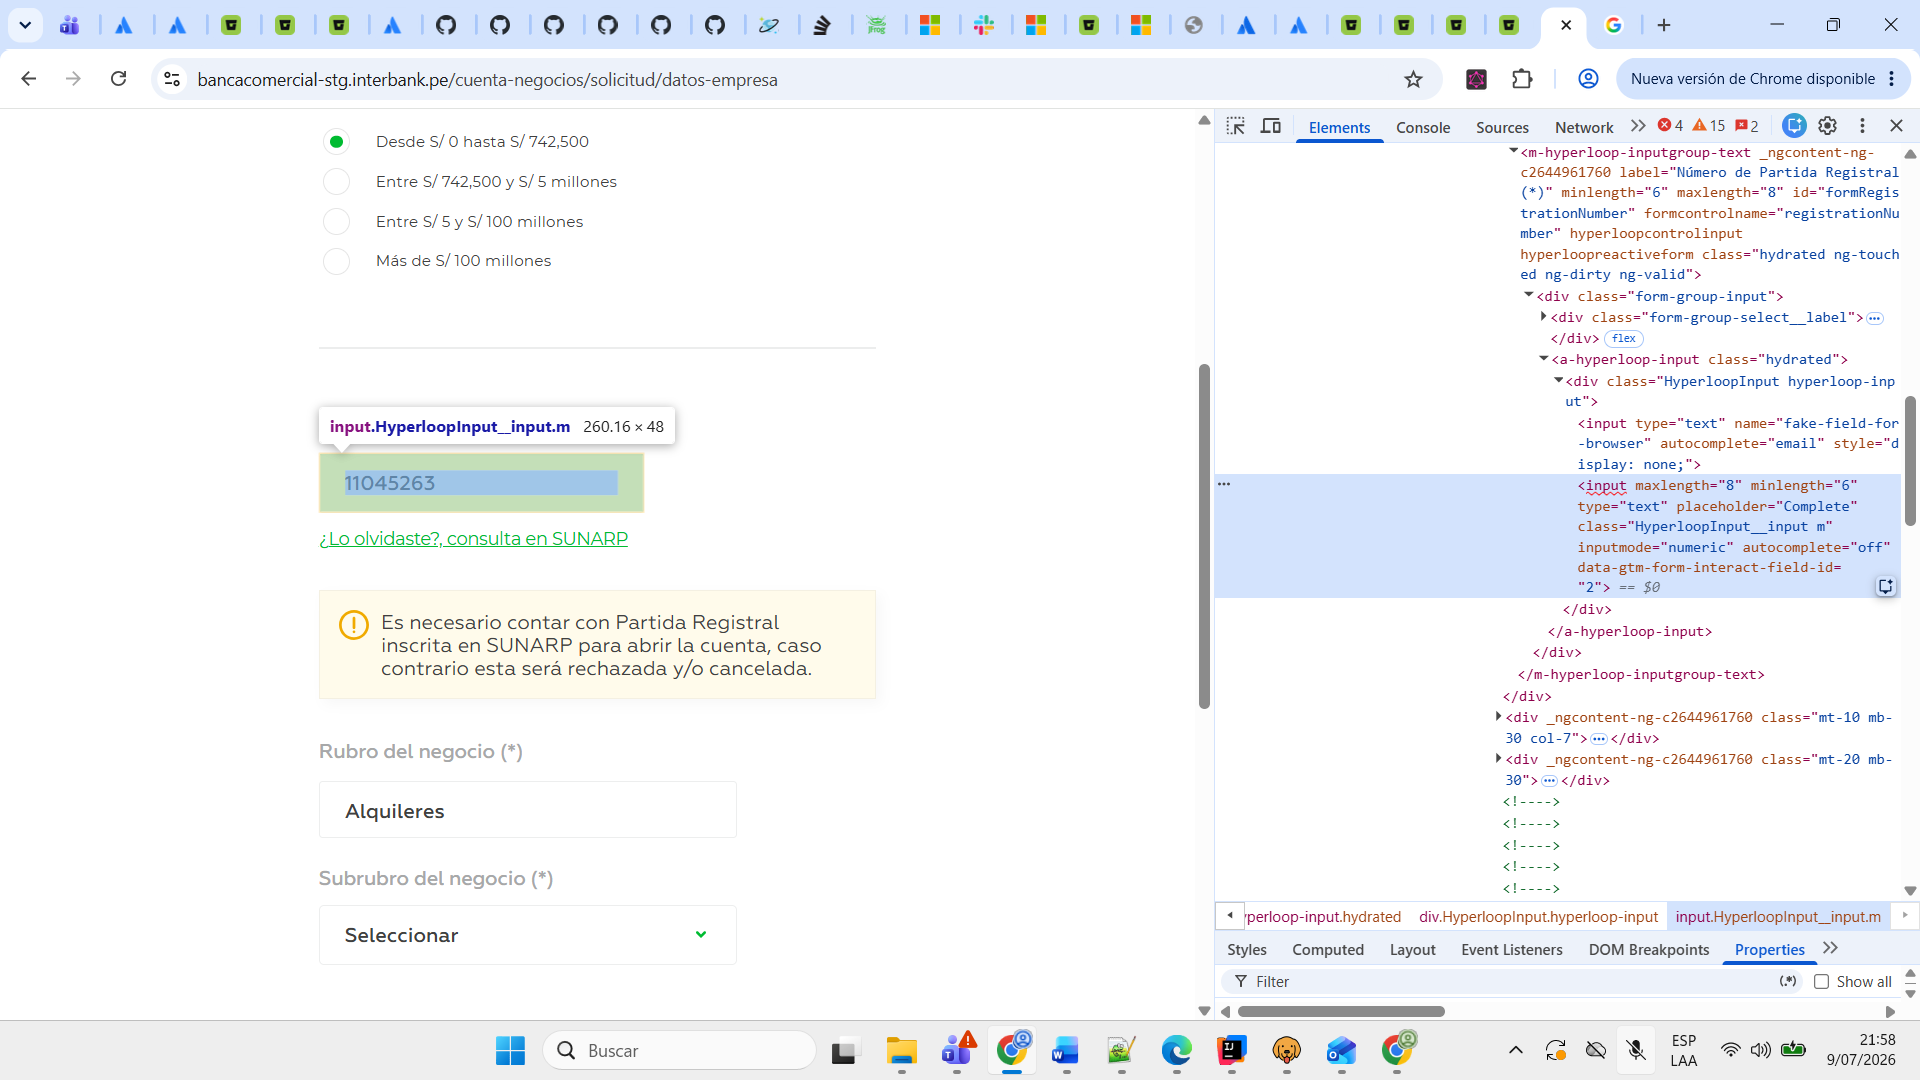 bancacomercial-stg.interbank.pe/cuenta-negocios/solicitud/datos-empresa
Nueva versión de Chrome disponible
Desde S/ 0 hasta S/ 742,500
Entre S/ 742,500 y S/ 5 millones
Entre S/ 5 y S/ 100 millones
Más de S/ 100 millones
input.HyperloopInput__input.m 260.16 × 48
11045263
¿Lo olvidaste?, consulta en SUNARP
Es necesario contar con Partida Registral
inscrita en SUNARP para abrir la cuenta, caso
contrario esta será rechazada y/o cancelada.
Rubro del negocio (*)
Alquileres
Subrubro del negocio (*)
Seleccionar
Elements Console Sources Network 4 15 2
<m-hyperloop-inputgroup-text _ngcontent-ng-
c2644961760 label="Número de Partida Registral
(*)" minlength="6" maxlength="8" id="formRegis
trationNumber" formcontrolname="registrationNu
mber" hyperloopcontrolinput
hyperloopreactiveform class="hydrated ng-touch
ed ng-dirty ng-valid">
<div class="form-group-input">
<div class="form-group-select__label">
</div> flex
<a-hyperloop-input class="hydrated">
<div class="HyperloopInput hyperloop-inp
ut">
<input type="text" name="fake-field-for
-browser" autocomplete="email" style="d
isplay: none;">
<input maxlength="8" minlength="6"
type="text" placeholder="Complete"
class="HyperloopInput__input m"
inputmode="numeric" autocomplete="off"
data-gtm-form-interact-field-id=
"2"> == $0
</div>
</a-hyperloop-input>
</div>
</m-hyperloop-inputgroup-text>
</div>
<div _ngcontent-ng-c2644961760 class="mt-10 mb-
30 col-7"> </div>
<div _ngcontent-ng-c2644961760 class="mt-20 mb-
30"> </div>
<!---->
<!---->
<!---->
<!---->
<!---->
yperloop-input.hydrated div.HyperloopInput.hyperloop-input input.HyperloopInput__input.m
Styles Computed Layout Event Listeners DOM Breakpoints Properties
Filter (.*) Show all
Buscar
ESP
LAA
21:58
9/07/2026